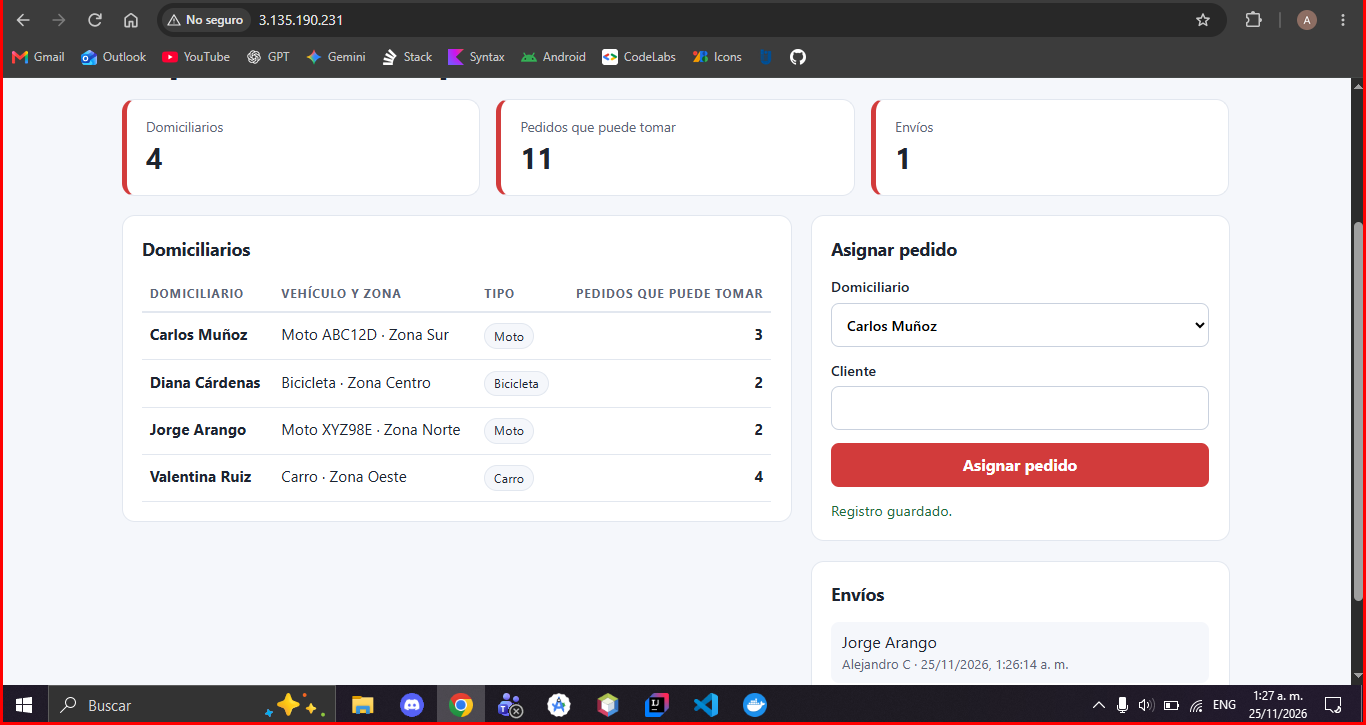 No seguro 3.135.190.231 A
Gmail Outlook YouTube GPT Gemini Stack Syntax Android CodeLabs Icons
Domiciliarios
4
Pedidos que puede tomar
11
Envíos
1
Domiciliarios
DOMICILIARIO VEHÍCULO Y ZONA TIPO PEDIDOS QUE PUEDE TOMAR
Carlos Muñoz Moto ABC12D · Zona Sur Moto 3
Diana Cárdenas Bicicleta · Zona Centro Bicicleta 2
Jorge Arango Moto XYZ98E · Zona Norte Moto 2
Valentina Ruiz Carro · Zona Oeste Carro 4
Asignar pedido
Domiciliario
Carlos Muñoz
Cliente
Asignar pedido
Registro guardado.
Envíos
Jorge Arango
Alejandro C · 25/11/2026, 1:26:14 a. m.
Buscar ENG 1:27 a. m.
25/11/2026